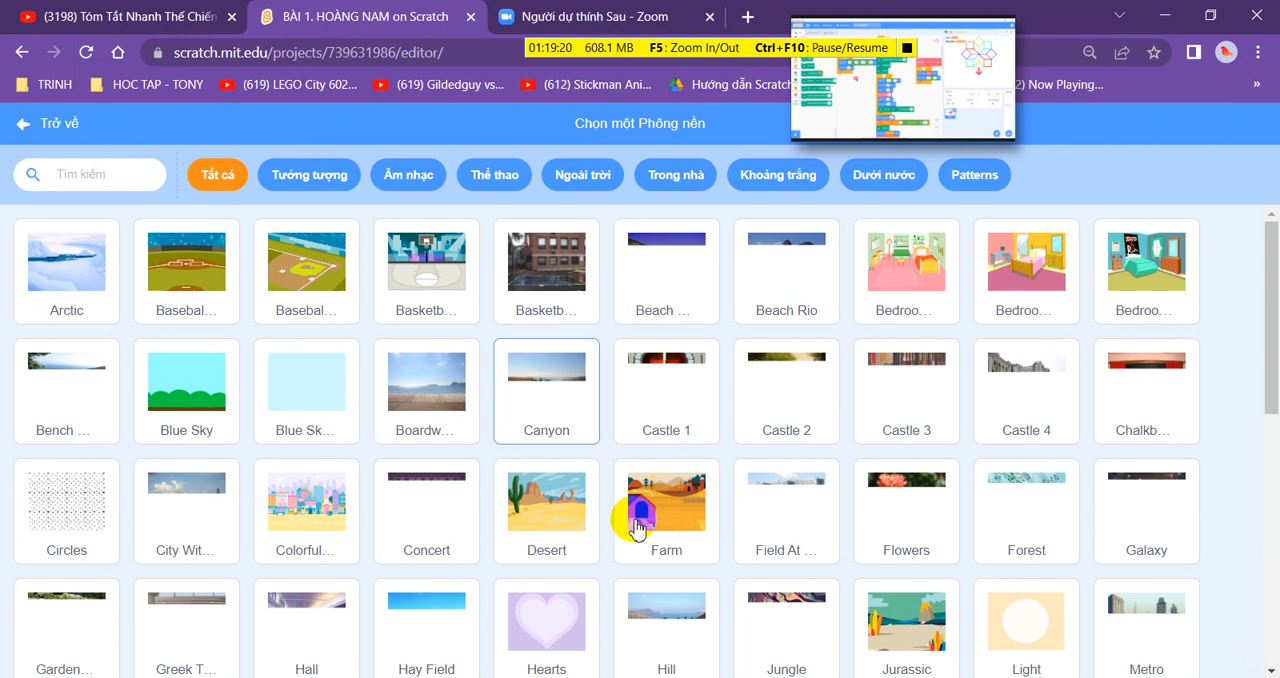 (3198) Tóm Tắt Nhanh Thế Chiến
BÀI 1. HOÀNG NAM on Scratch
Người dự thính Sau - Zoom
scratch.mit.edu/projects/739631986/editor/
01:19:20 608.1 MB F5: Zoom In/Out Ctrl+F10: Pause/Resume
TRINH
HOC TAP - TONY
(619) LEGO City 602...
(619) Gildedguy vs...
(612) Stickman Ani...
Hướng dẫn Scratch
2) Now Playing...
»
Trở về
Chọn một Phông nền
Tìm kiếm
Tất cả
Tưởng tượng
Âm nhạc
Thể thao
Ngoài trời
Trong nhà
Khoảng trắng
Dưới nước
Patterns
Arctic
Basebal...
Basebal...
Basketb...
Basketb...
Beach ...
Beach Rio
Bedroo...
Bedroo...
Bedroo...
Bench ...
Blue Sky
Blue Sk...
Boardw...
Canyon
Castle 1
Castle 2
Castle 3
Castle 4
Chalkb...
Circles
City Wit...
Colorful...
Concert
Desert
Farm
Field At ...
Flowers
Forest
Galaxy
Garden...
Greek T...
Hall
Hay Field
Hearts
Hill
Jungle
Jurassic
Light
Metro